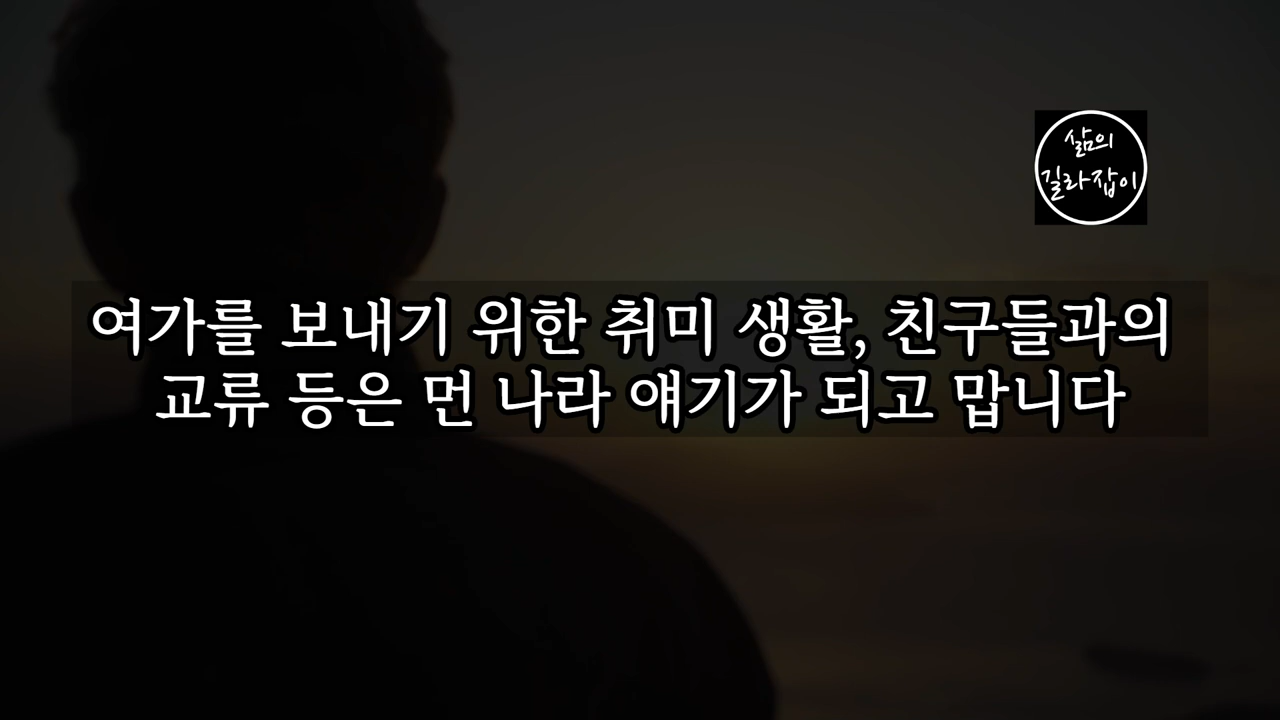 삶의
길라잡이
여가를 보내기 위한 취미 생활, 친구들과의
교류 등은 먼 나라 얘기가 되고 맙니다